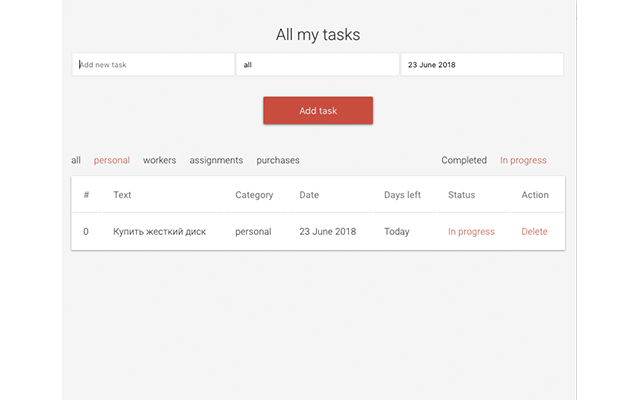 All my tasks
Add new task all 23 June 2018
Add task
all personal workers assignments purchases Completed In progress
# Text Category Date Days left Status Action
0 Купить жесткий диск personal 23 June 2018 Today In progress Delete